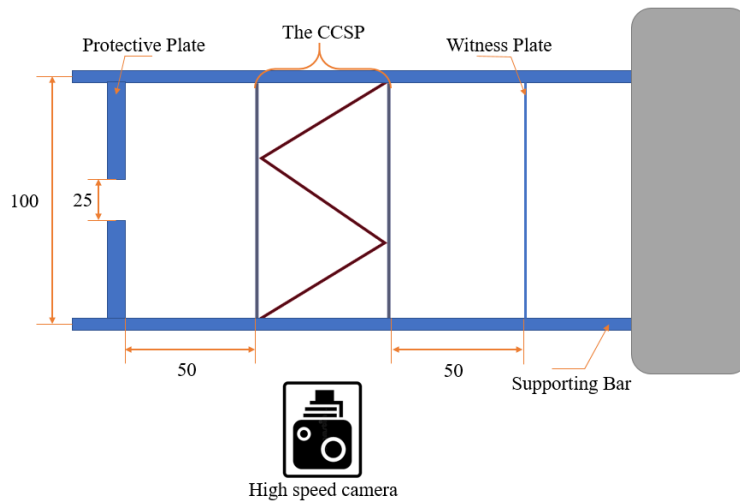 The CCSP
Protective Plate
Witness Plate
100
25
50
50
Supporting Bar
High speed camera